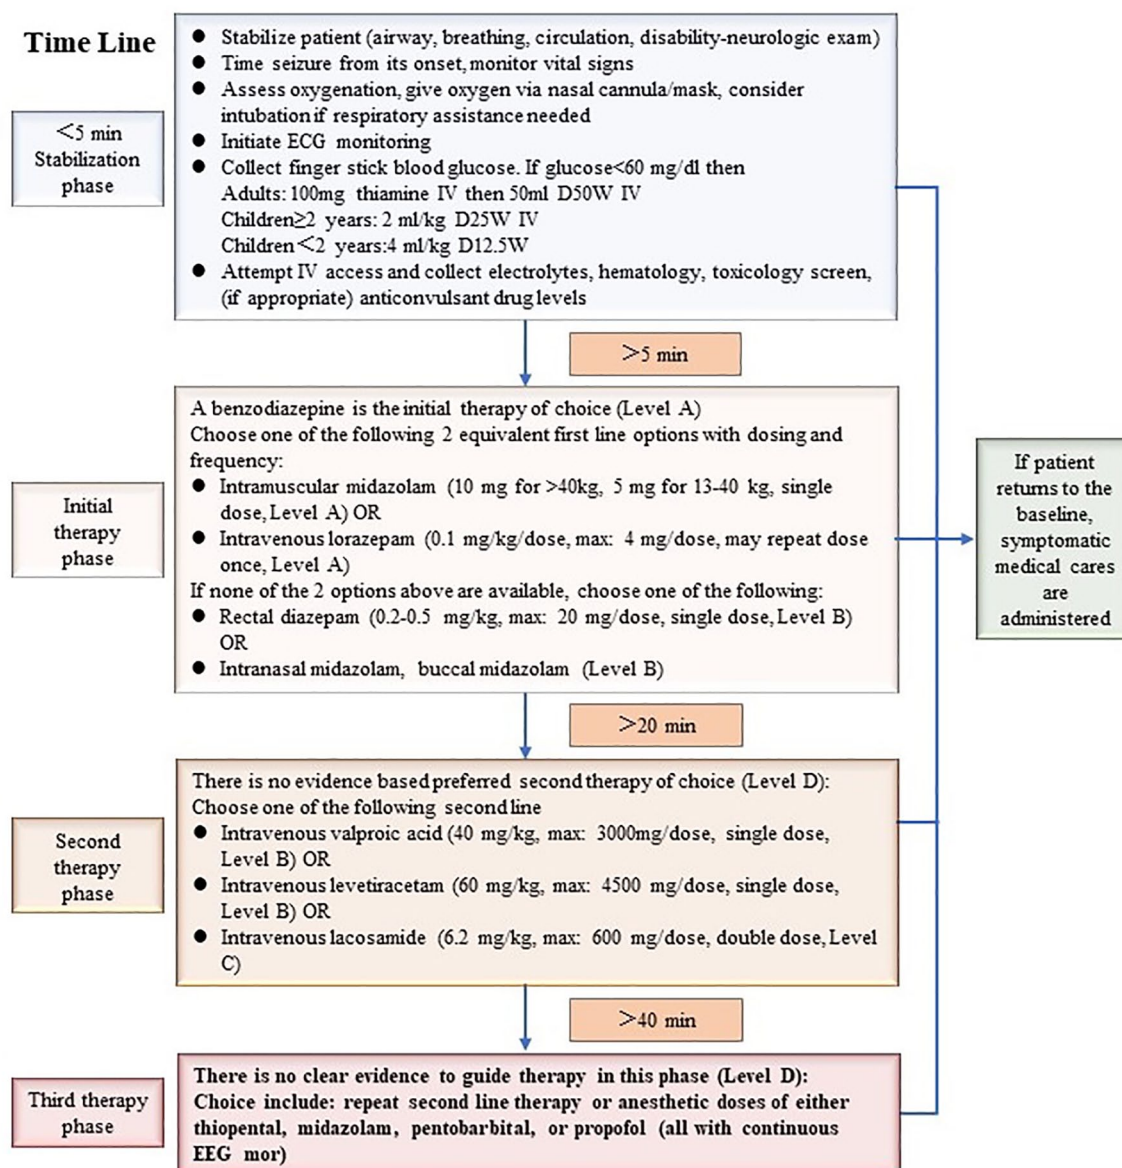 Time Line
<5 min
Stabilization
phase
● Stabilize patient (airway, breathing, circulation, disability-neurologic exam)
● Time seizure from its onset, monitor vital signs
● Assess oxygenation, give oxygen via nasal cannula/mask, consider
intubation if respiratory assistance needed
● Initiate ECG monitoring
● Collect finger stick blood glucose. If glucose<60 mg/dl then
Adults: 100mg thiamine IV then 50ml D50W IV
Children≥2 years: 2 ml/kg D25W IV
Children<2 years:4 ml/kg D12.5W
● Attempt IV access and collect electrolytes, hematology, toxicology screen,
(if appropriate) anticonvulsant drug levels
>5 min
Initial
therapy
phase
A benzodiazepine is the initial therapy of choice (Level A)
Choose one of the following 2 equivalent first line options with dosing and
frequency:
● Intramuscular midazolam (10 mg for >40kg, 5 mg for 13-40 kg, single
dose, Level A) OR
● Intravenous lorazepam (0.1 mg/kg/dose, max: 4 mg/dose, may repeat dose
once, Level A)
If none of the 2 options above are available, choose one of the following:
● Rectal diazepam (0.2-0.5 mg/kg, max: 20 mg/dose, single dose, Level B)
OR
● Intranasal midazolam, buccal midazolam (Level B)
If patient
returns to the
baseline,
symptomatic
medical cares
are
administered
>20 min
Second
therapy
phase
There is no evidence based preferred second therapy of choice (Level D):
Choose one of the following second line
● Intravenous valproic acid (40 mg/kg, max: 3000mg/dose, single dose,
Level B) OR
● Intravenous levetiracetam (60 mg/kg, max: 4500 mg/dose, single dose,
Level B) OR
● Intravenous lacosamide (6.2 mg/kg, max: 600 mg/dose, double dose, Level
C)
>40 min
Third therapy
phase
There is no clear evidence to guide therapy in this phase (Level D):
Choice include: repeat second line therapy or anesthetic doses of either
thiopental, midazolam, pentobarbital, or propofol (all with continuous
EEG mor)